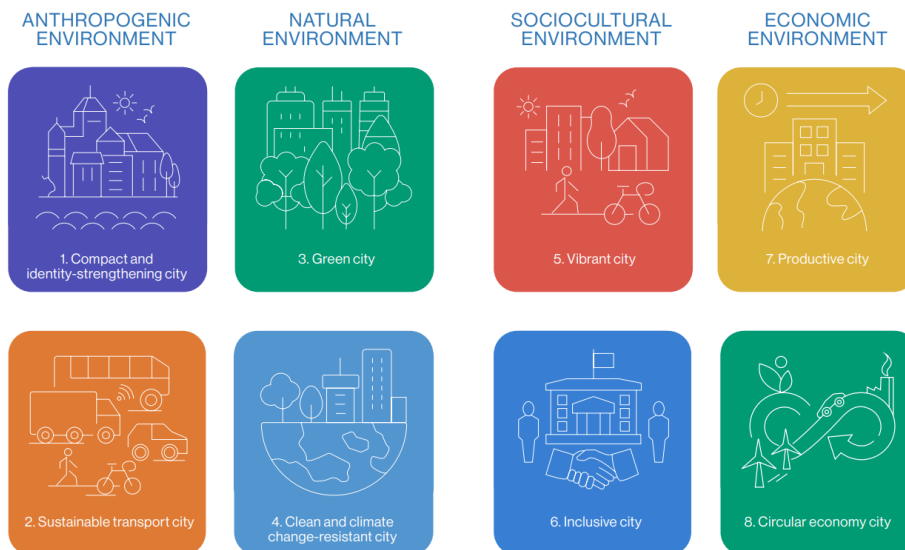 ANTHROPOGENIC
ENVIRONMENT
NATURAL
ENVIRONMENT
SOCIOCULTURAL
ENVIRONMENT
ECONOMIC
ENVIRONMENT
1. Compact and
identity-strengthening city
3. Green city
5. Vibrant city
7. Productive city
2. Sustainable transport city
4. Clean and climate
change-resistant city
6. Inclusive city
8. Circular economy city